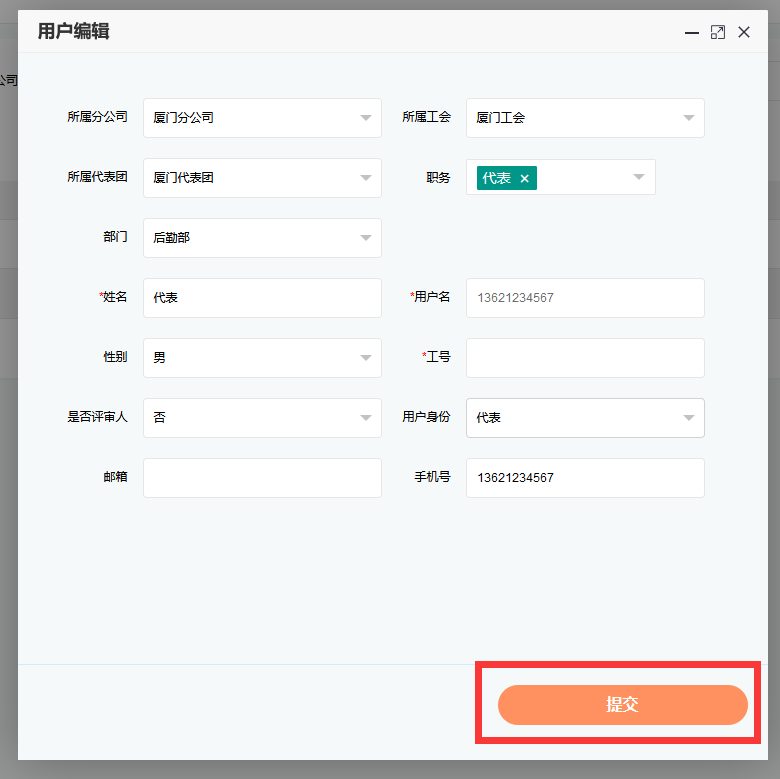 用户编辑
公司
所属分公司 厦门分公司 所属工会 厦门工会
所属代表团 厦门代表团 职务 代表 ×
部门 后勤部
*姓名 代表 *用户名 13621234567
性别 男 *工号
是否评审人 否 用户身份 代表
邮箱 手机号 13621234567
提交